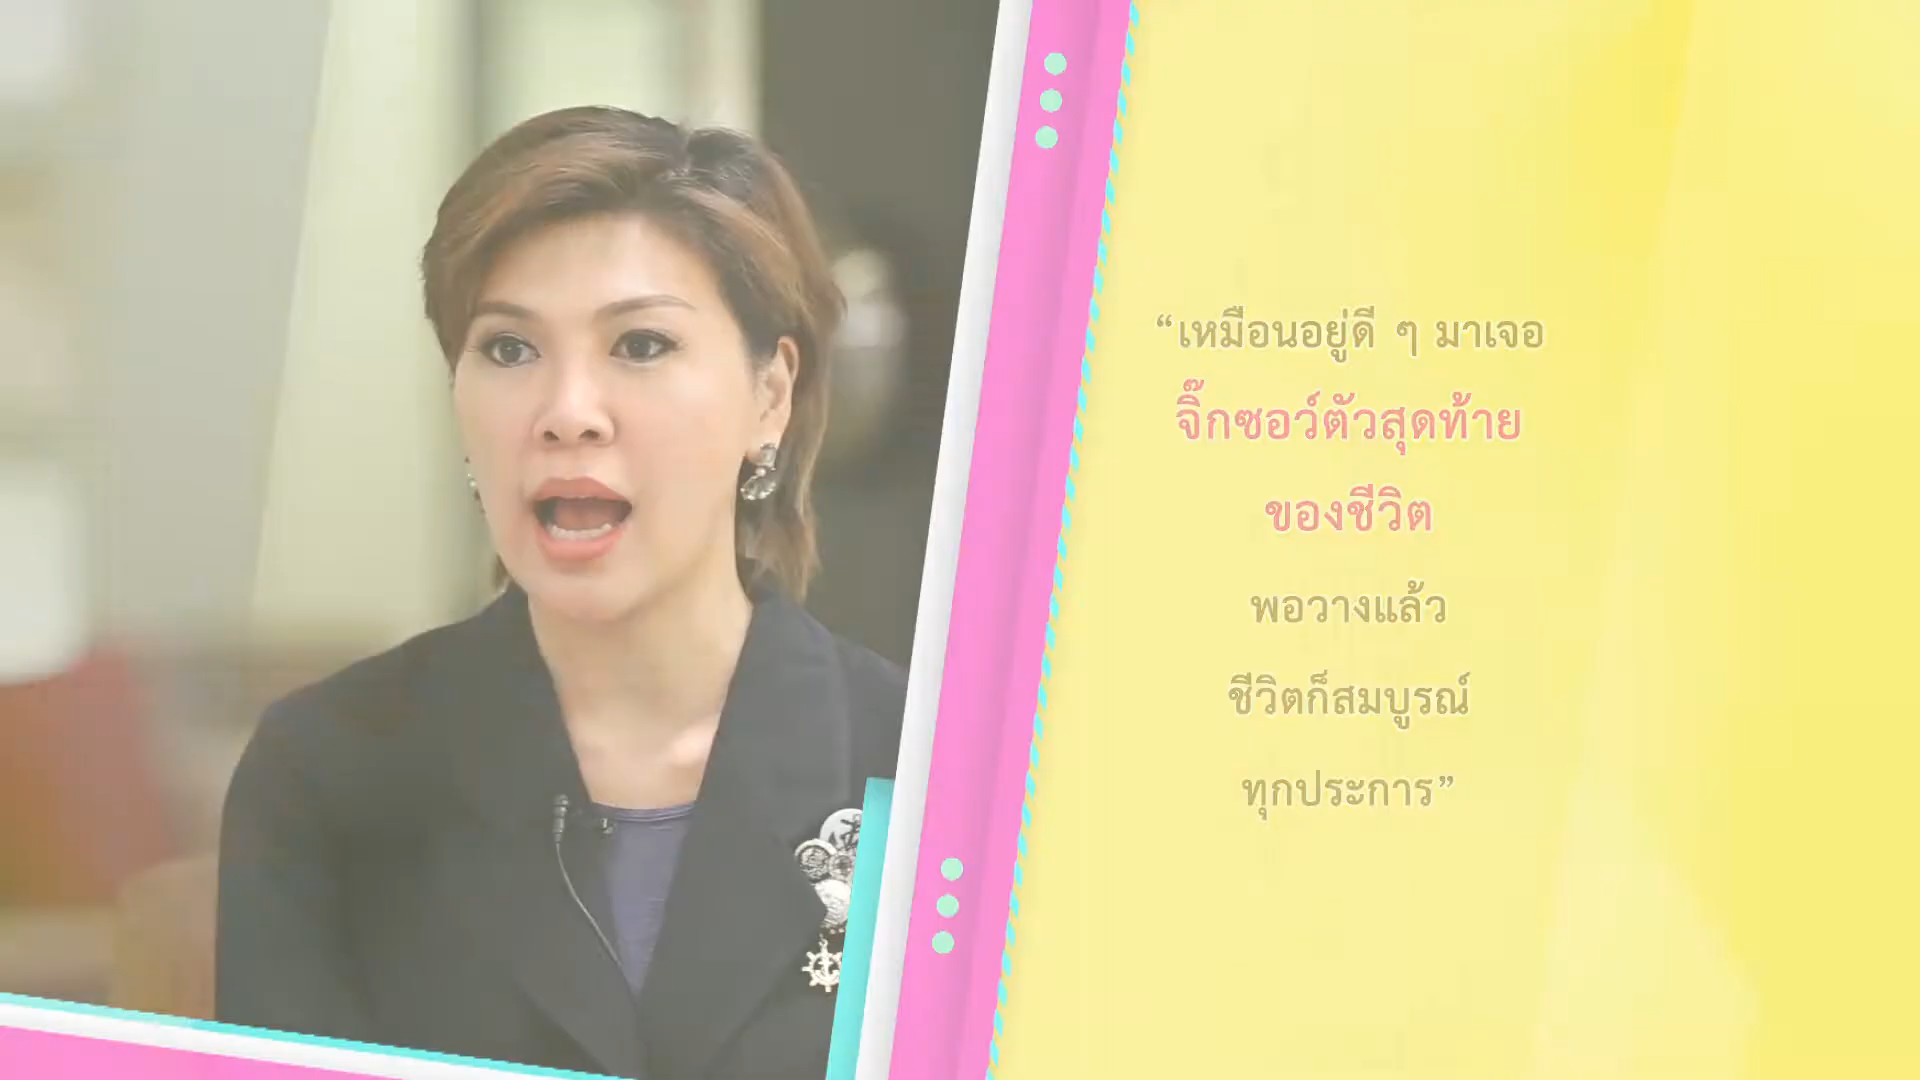 “เหมือนอยู่ดี ๆ มาเจอ
จิ๊กซอว์ตัวสุดท้าย
ของชีวิต
พอวางแล้ว
ชีวิตก็สมบูรณ์
ทุกประการ”